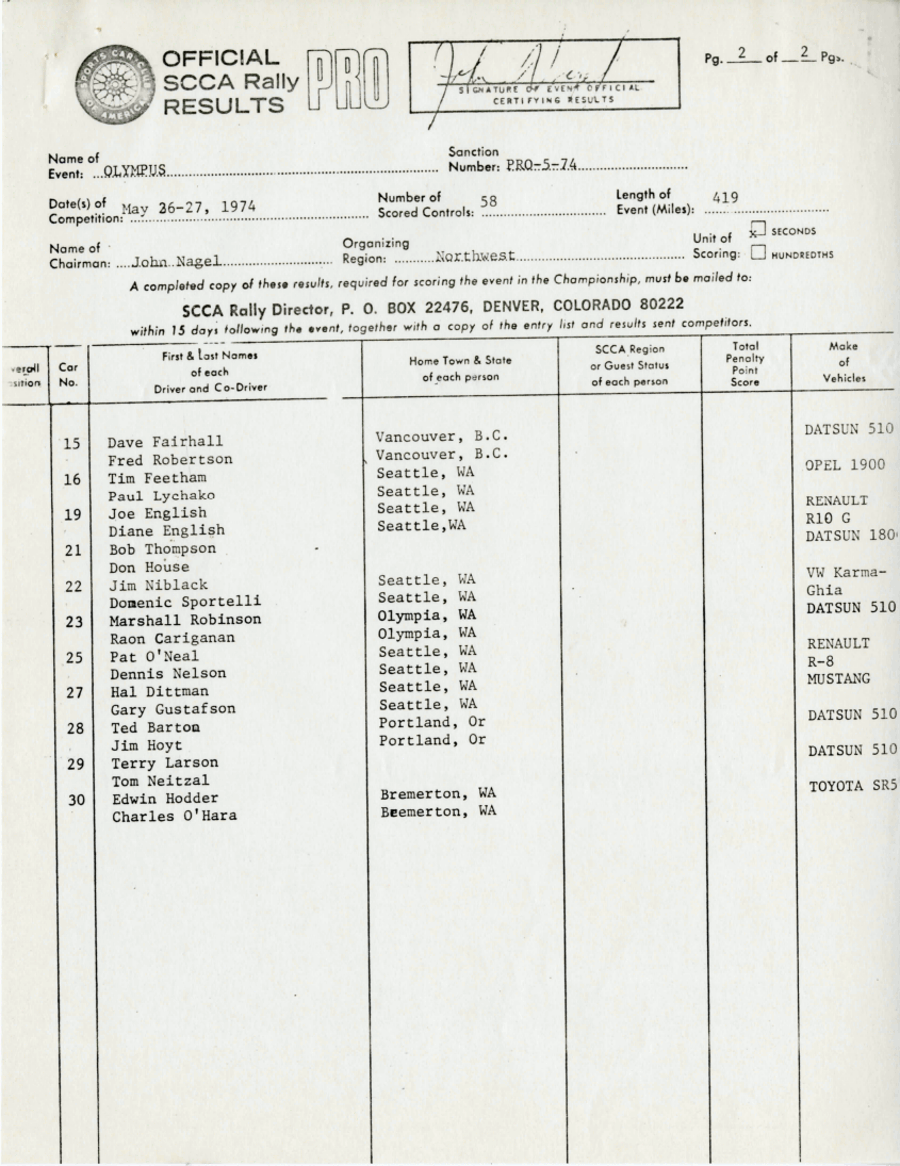 OFFICIAL
SCCA Rally PRO
RESULTS
SPORTS CAR CLUB OF AMERICA
SIGNATURE OF EVENT OFFICIAL
CERTIFYING RESULTS
Pg. 2 of 2 Pgs.
Name of Event: OLYMPUS Sanction Number: PRO-5-74
Date(s) of Competition: May 26-27, 1974 Number of Scored Controls: 58 Length of Event (Miles): 419
Name of Chairman: John Nagel Organizing Region: Northwest Unit of Scoring: x SECONDS
HUNDREDTHS
A completed copy of these results, required for scoring the event in the Championship, must be mailed to:
SCCA Rally Director, P. O. BOX 22476, DENVER, COLORADO 80222
within 15 days following the event, together with a copy of the entry list and results sent competitors.
verall sition Car No. First & Last Names of each Driver and Co-Driver Home Town & State of each person SCCA Region or Guest Status of each person Total Penalty Point Score Make of Vehicles
15 Dave Fairhall Vancouver, B.C. DATSUN 510
Fred Robertson Vancouver, B.C.
16 Tim Feetham Seattle, WA OPEL 1900
Paul Lychako Seattle, WA
19 Joe English Seattle, WA RENAULT
Diane English Seattle,WA R10 G
21 Bob Thompson DATSUN 180
Don House
22 Jim Niblack Seattle, WA VW Karma-
Domenic Sportelli Seattle, WA Ghia
23 Marshall Robinson Olympia, WA DATSUN 510
Raon Cariganan Olympia, WA
25 Pat O'Neal Seattle, WA RENAULT
Dennis Nelson Seattle, WA R-8
27 Hal Dittman Seattle, WA MUSTANG
Gary Gustafson Seattle, WA
28 Ted Barton Portland, Or DATSUN 510
Jim Hoyt Portland, Or
29 Terry Larson DATSUN 510
Tom Neitzal
30 Edwin Hodder Bremerton, WA TOYOTA SR5
Charles O'Hara Bremerton, WA